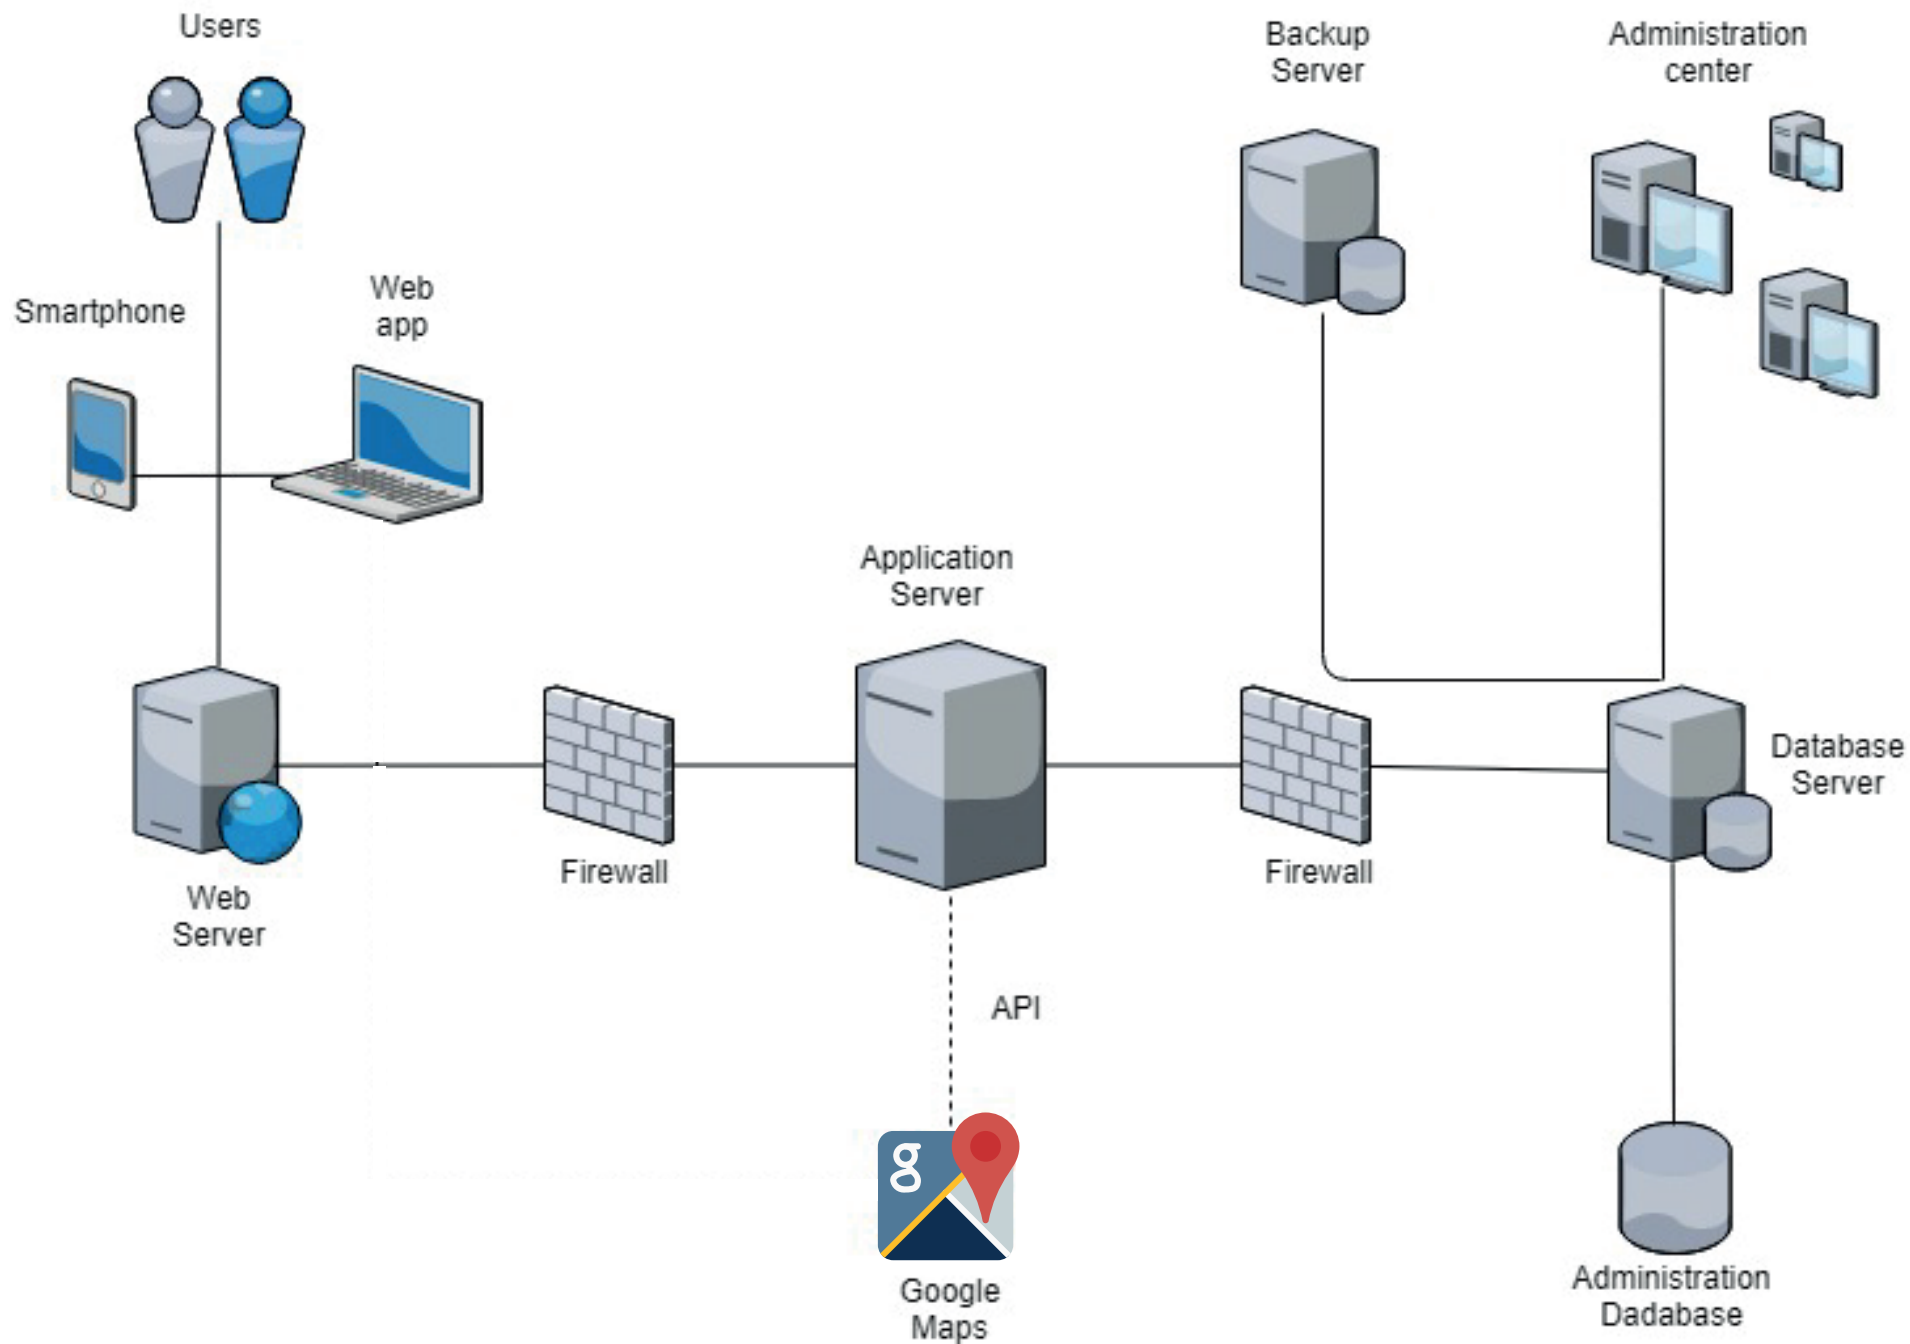 Users
Backup
Server
Administration
center
Smartphone
Web
app
Application
Server
Database
Server
Firewall
Firewall
Web
Server
API
g
Google
Maps
Administration
Dadabase